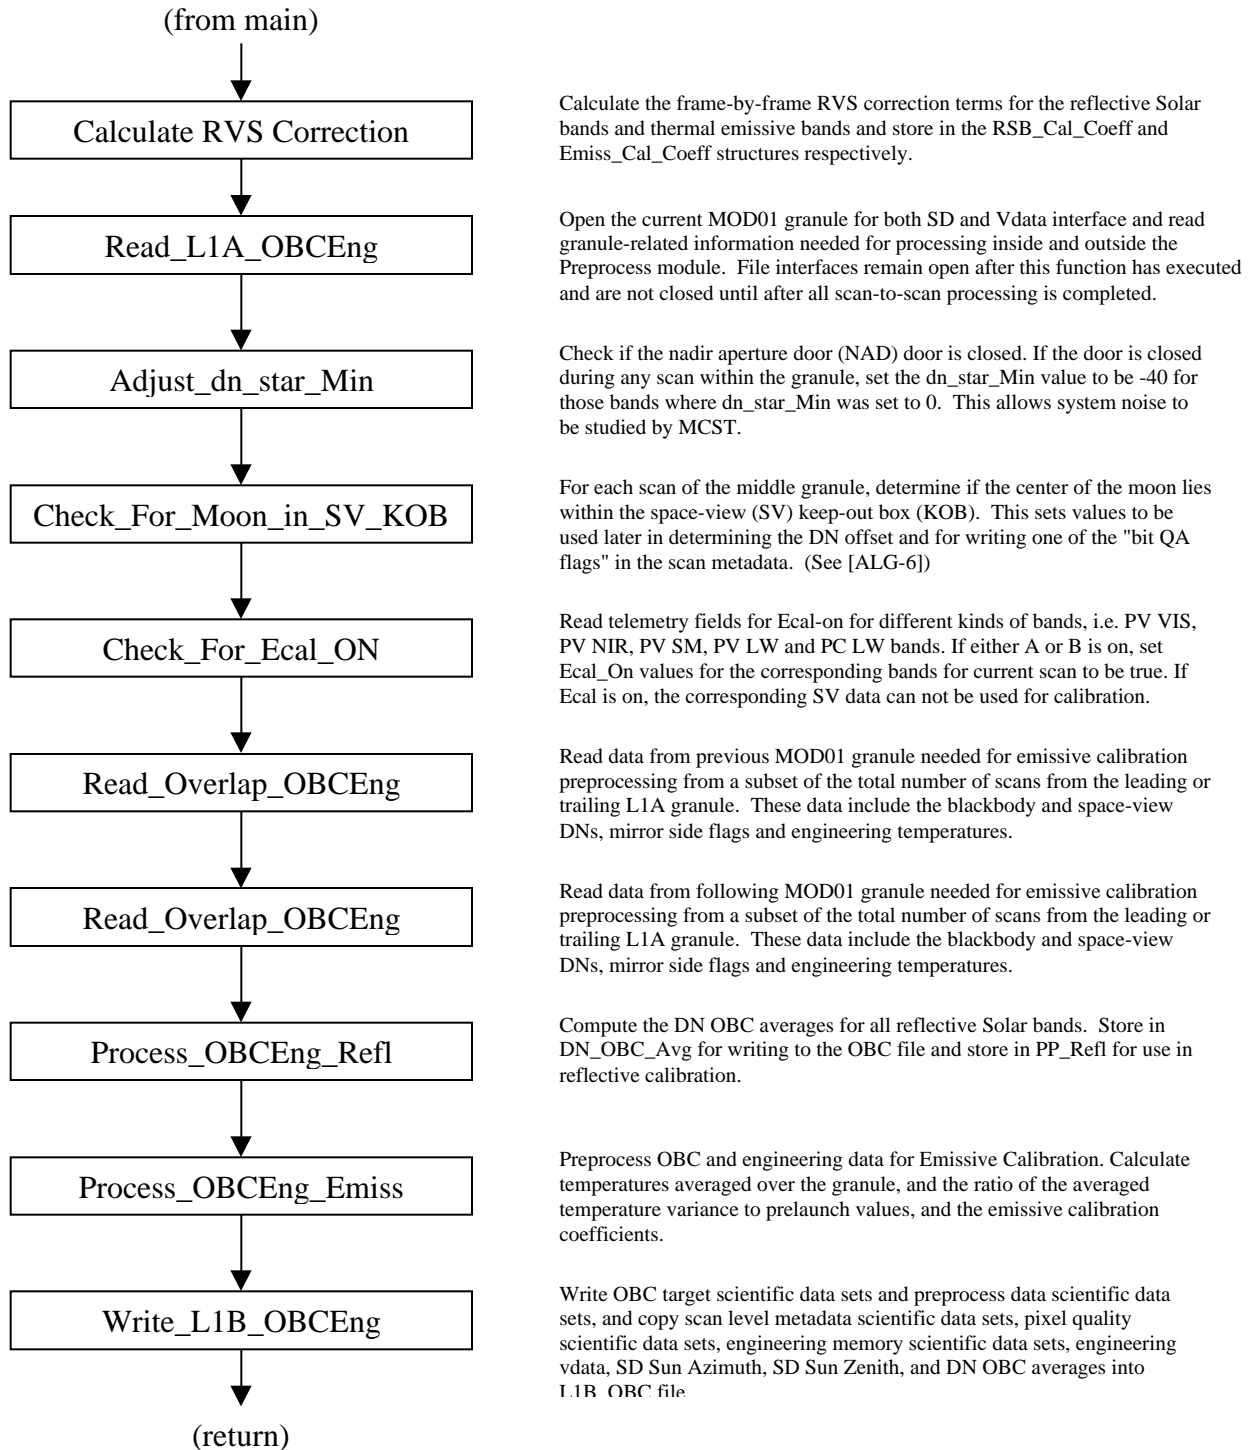 (from main)
Calculate RVS Correction
Calculate the frame-by-frame RVS correction terms for the reflective Solar
bands and thermal emissive bands and store in the RSB_Cal_Coeff and
Emiss_Cal_Coeff structures respectively.
Read_L1A_OBCEng
Open the current MOD01 granule for both SD and Vdata interface and read
granule-related information needed for processing inside and outside the
Preprocess module.  File interfaces remain open after this function has executed
and are not closed until after all scan-to-scan processing is completed.
Adjust_dn_star_Min
Check if the nadir aperture door (NAD) door is closed. If the door is closed
during any scan within the granule, set the dn_star_Min value to be -40 for
those bands where dn_star_Min was set to 0.  This allows system noise to
be studied by MCST.
Check_For_Moon_in_SV_KOB
For each scan of the middle granule, determine if the center of the moon lies
within the space-view (SV) keep-out box (KOB).  This sets values to be
used later in determining the DN offset and for writing one of the "bit QA
flags" in the scan metadata.  (See [ALG-6])
Check_For_Ecal_ON
Read telemetry fields for Ecal-on for different kinds of bands, i.e. PV VIS,
PV NIR, PV SM, PV LW and PC LW bands. If either A or B is on, set
Ecal_On values for the corresponding bands for current scan to be true. If
Ecal is on, the corresponding SV data can not be used for calibration.
Read_Overlap_OBCEng
Read data from previous MOD01 granule needed for emissive calibration
preprocessing from a subset of the total number of scans from the leading or
trailing L1A granule.  These data include the blackbody and space-view
DNs, mirror side flags and engineering temperatures.
Read_Overlap_OBCEng
Read data from following MOD01 granule needed for emissive calibration
preprocessing from a subset of the total number of scans from the leading or
trailing L1A granule.  These data include the blackbody and space-view
DNs, mirror side flags and engineering temperatures.
Process_OBCEng_Refl
Compute the DN OBC averages for all reflective Solar bands.  Store in
DN_OBC_Avg for writing to the OBC file and store in PP_Refl for use in
reflective calibration.
Process_OBCEng_Emiss
Preprocess OBC and engineering data for Emissive Calibration. Calculate
temperatures averaged over the granule, and the ratio of the averaged
temperature variance to prelaunch values, and the emissive calibration
coefficients.
Write_L1B_OBCEng
Write OBC target scientific data sets and preprocess data scientific data
sets, and copy scan level metadata scientific data sets, pixel quality
scientific data sets, engineering memory scientific data sets, engineering
vdata, SD Sun Azimuth, SD Sun Zenith, and DN OBC averages into
L1B_OBC file
(return)